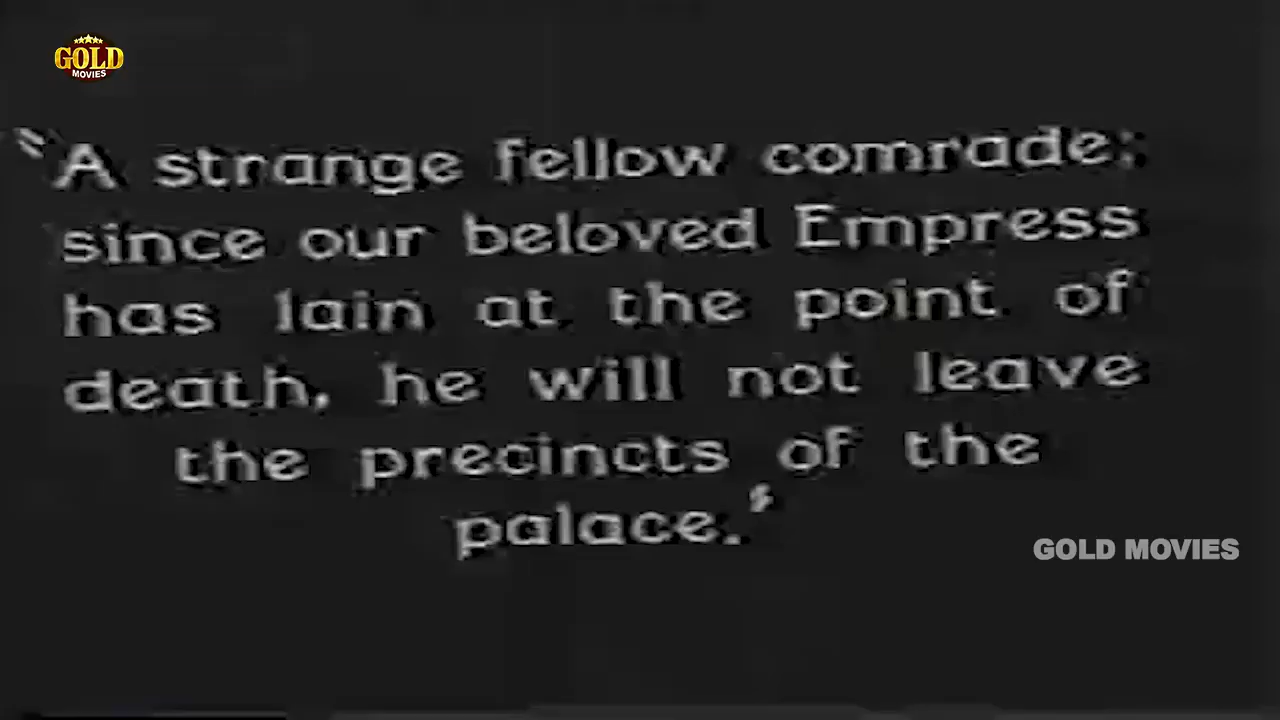 GOLD
MOVIES
"A strange fellow comrade;
since our beloved Empress
has lain at the point of
death, he will not leave
the precincts of the
palace."
GOLD MOVIES